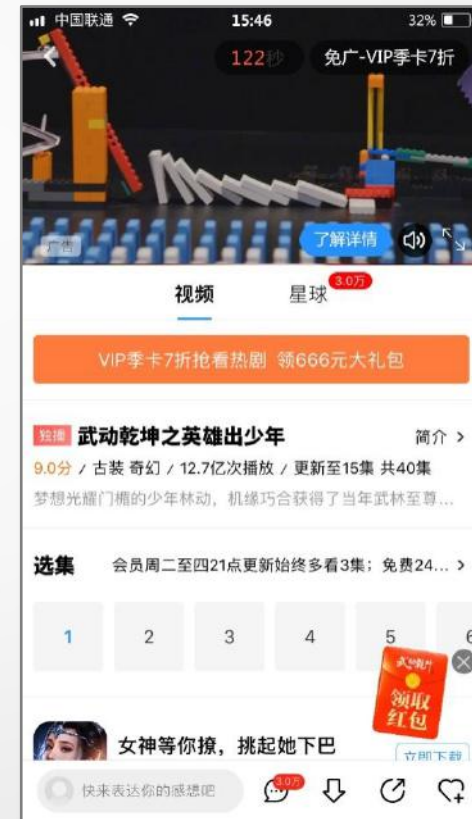 中国联通 15:46 32%
122秒 免广-VIP季卡7折
广告 了解详情
视频 星球 3.0万
VIP季卡7折抢看热剧 领666元大礼包
独播 武动乾坤之英雄出少年 简介 >
9.0分 / 古装 奇幻 / 12.7亿次播放 / 更新至15集 共40集
梦想光耀门楣的少年林动，机缘巧合获得了当年武林至尊...
选集 会员周二至四21点更新始终多看3集；免费24... >
1 2 3 4 5 6
领取
红包
女神等你撩，挑起她下巴
立即下载
快来表达你的感想吧 3.0万